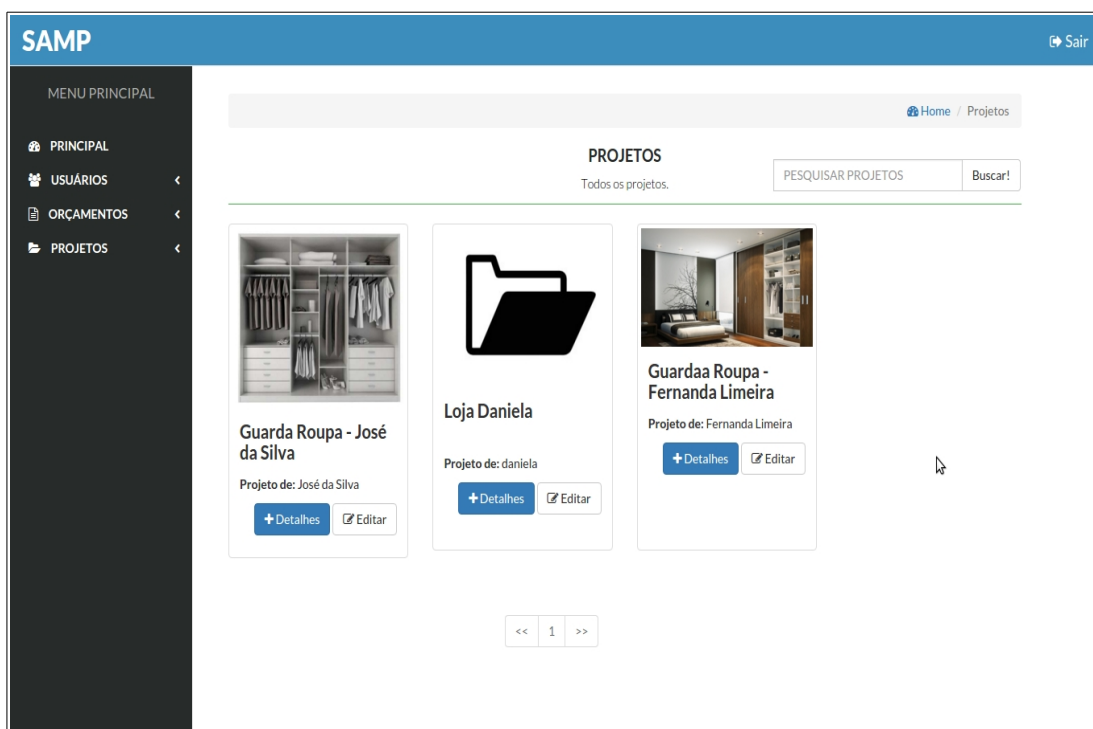 SAMP
Sair
MENU PRINCIPAL
PRINCIPAL
USUÁRIOS
ORÇAMENTOS
PROJETOS
Home / Projetos
PROJETOS
Todos os projetos.
PESQUISAR PROJETOS
Buscar!
Guarda Roupa - José
da Silva
Projeto de: José da Silva
+Detalhes
Editar
Loja Daniela
Projeto de: daniela
+Detalhes
Editar
Guardaa Roupa -
Fernanda Limeira
Projeto de: Fernanda Limeira
+Detalhes
Editar
<< 1 >>